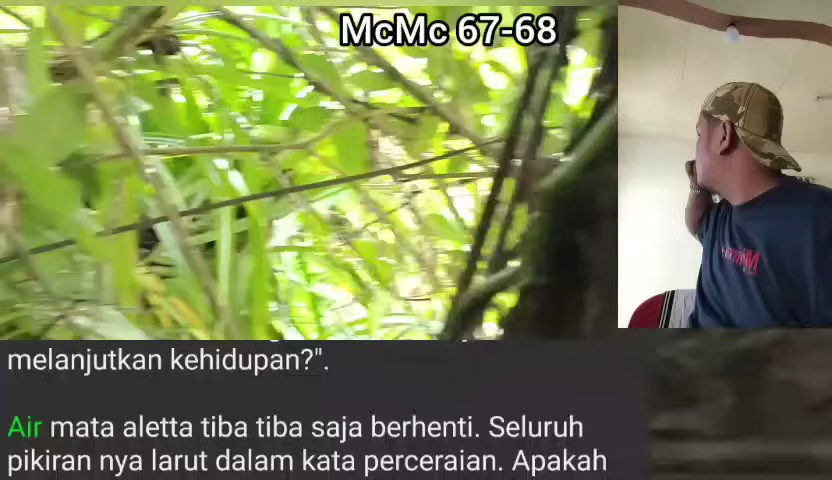 McMc 67-68
melanjutkan kehidupan?".
Air mata aletta tiba tiba saja berhenti. Seluruh
pikiran nya larut dalam kata perceraian. Apakah